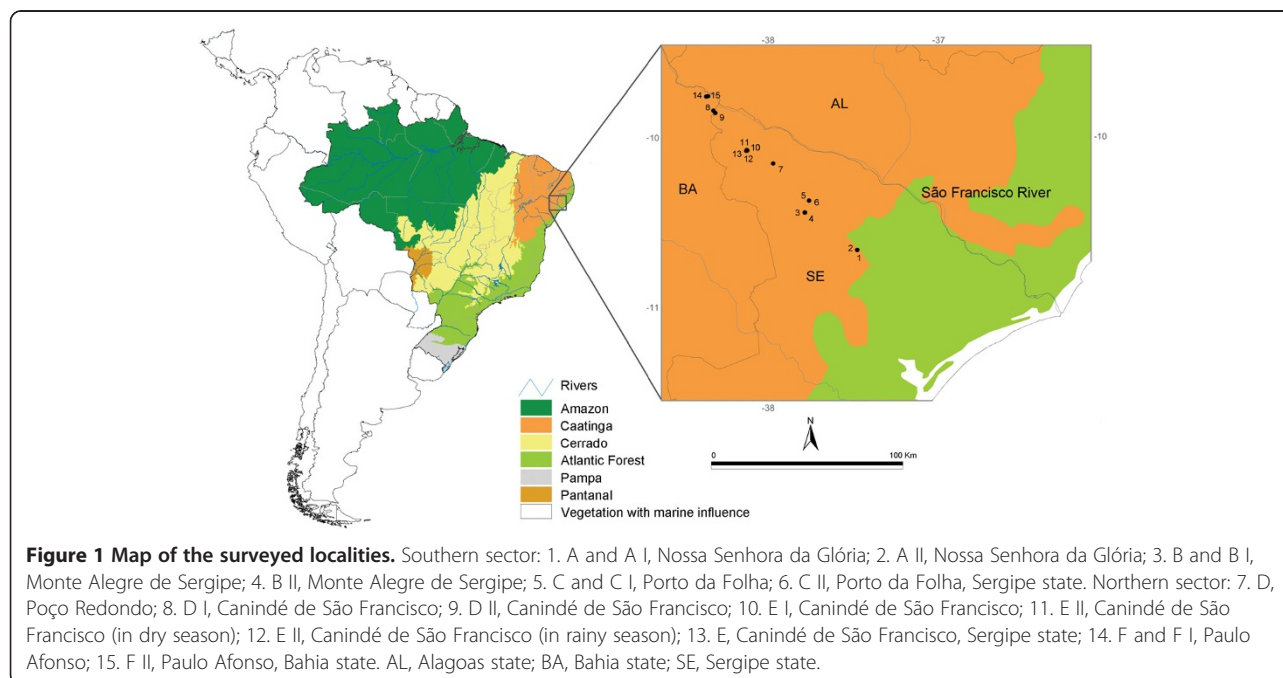 -38
-37
14
15
8
9
AL
-10
-10
11
10
13
12
7
BA
5
6
São Francisco River
3
4
2
1
SE
-11
-38
N
0
100 Km
Rivers
Amazon
Caatinga
Cerrado
Atlantic Forest
Pampa
Pantanal
Vegetation with marine influence
Figure 1 Map of the surveyed localities. Southern sector: 1. A and A I, Nossa Senhora da Glória; 2. A II, Nossa Senhora da Glória; 3. B and B I,
Monte Alegre de Sergipe; 4. B II, Monte Alegre de Sergipe; 5. C and C I, Porto da Folha; 6. C II, Porto da Folha, Sergipe state. Northern sector: 7. D,
Poço Redondo; 8. D I, Canindé de São Francisco; 9. D II, Canindé de São Francisco; 10. E I, Canindé de São Francisco; 11. E II, Canindé de São
Francisco (in dry season); 12. E II, Canindé de São Francisco (in rainy season); 13. E, Canindé de São Francisco, Sergipe state; 14. F and F I, Paulo
Afonso; 15. F II, Paulo Afonso, Bahia state. AL, Alagoas state; BA, Bahia state; SE, Sergipe state.